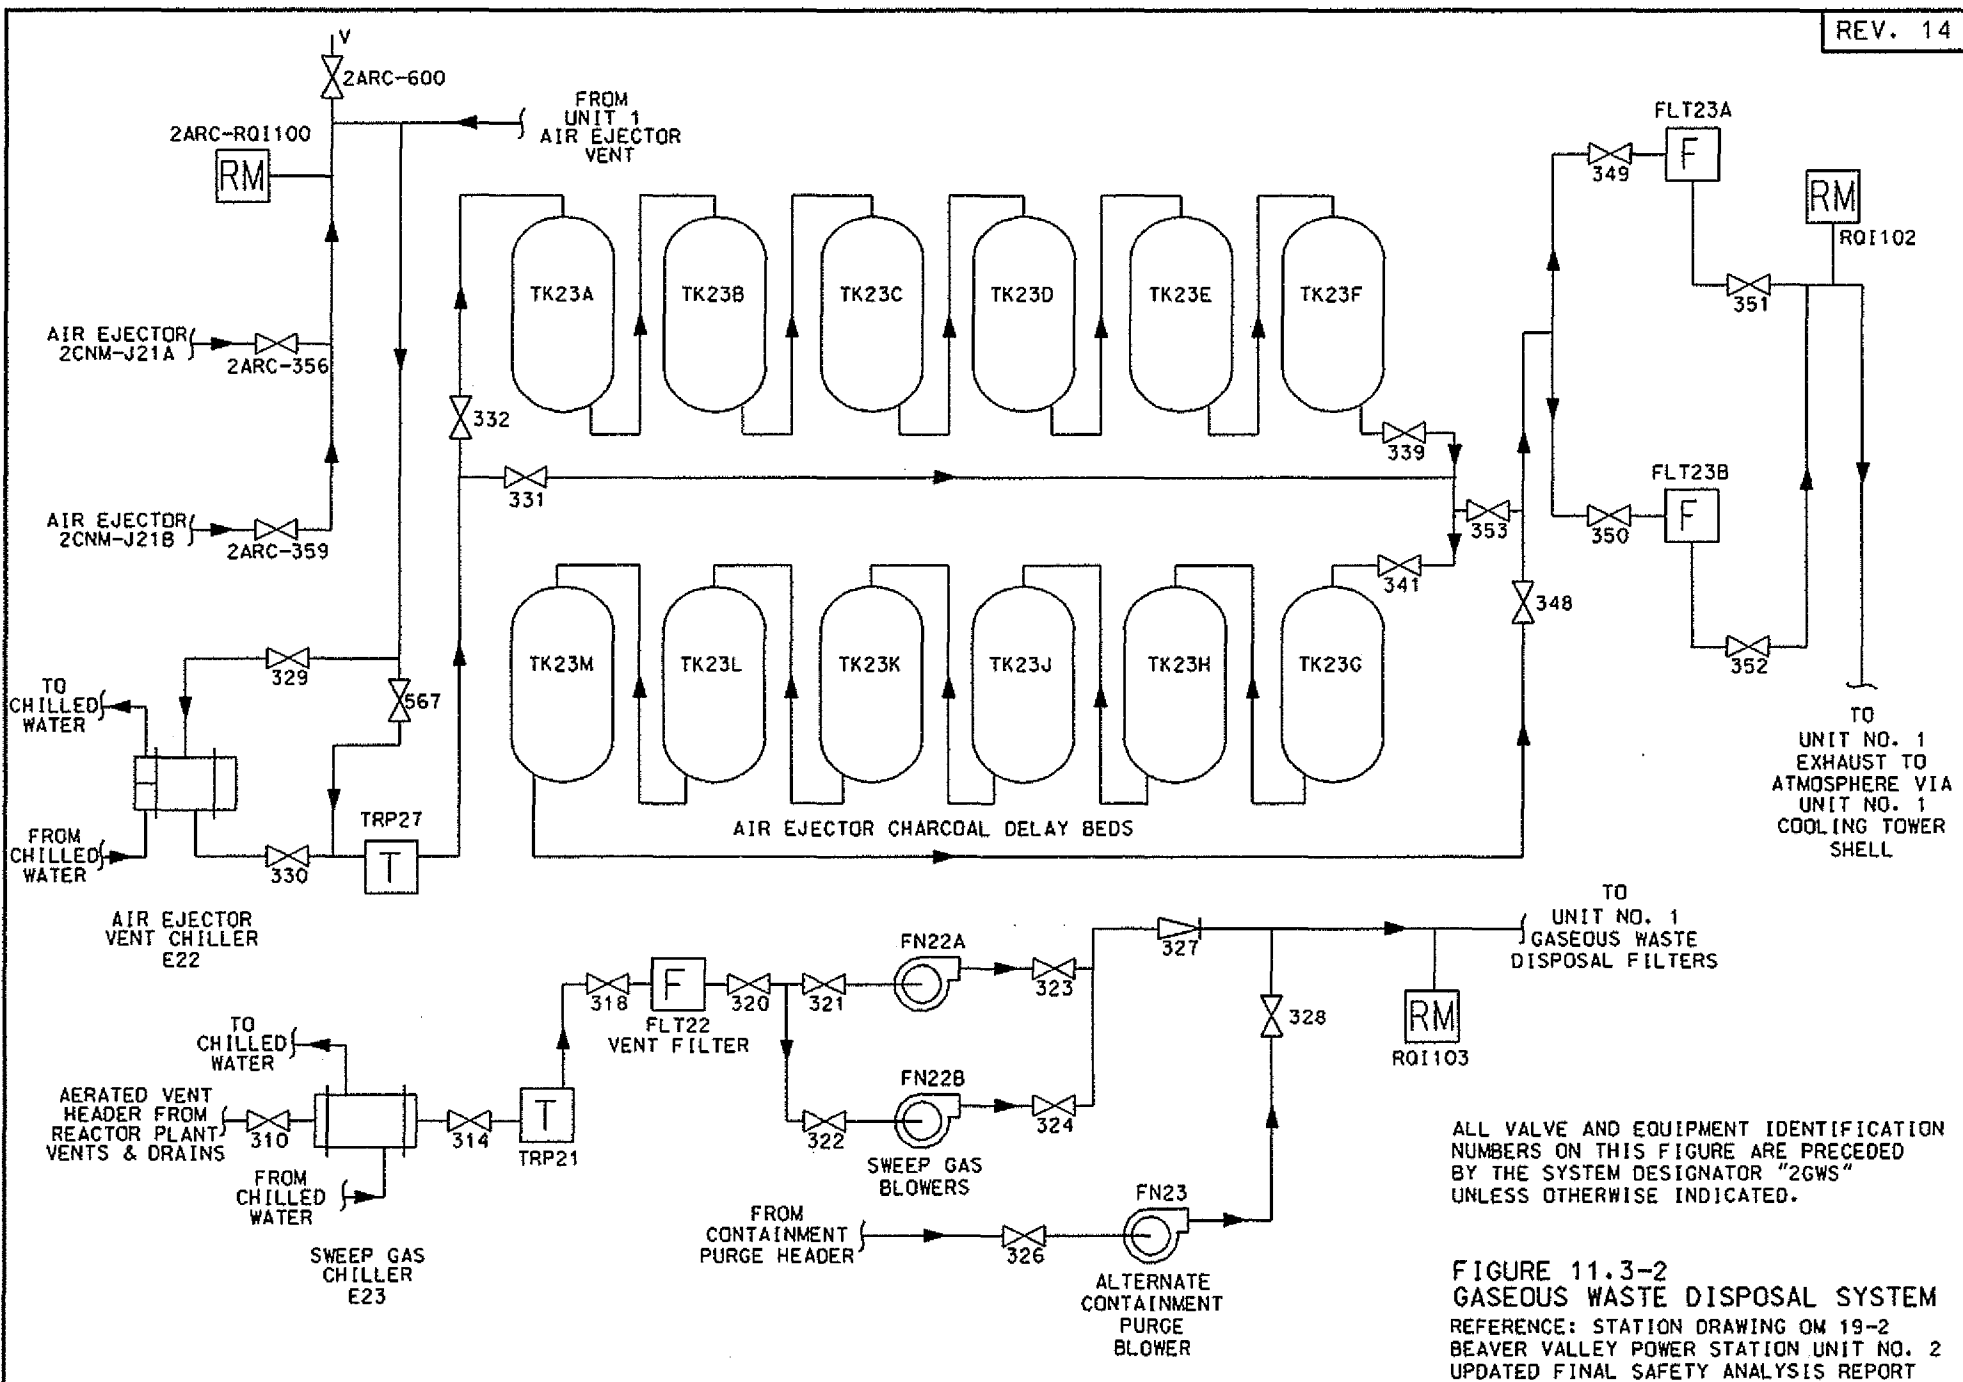 REV. 14
V
2ARC-600
FROM
UNIT 1
AIR EJECTOR
VENT
2ARC-RQI100
RM
AIR EJECTOR
2CNM-J21A
2ARC-356
AIR EJECTOR
2CNM-J21B
2ARC-359
TK23A
TK23B
TK23C
TK23D
TK23E
TK23F
332
331
339
353
341
348
TK23M
TK23L
TK23K
TK23J
TK23H
TK23G
AIR EJECTOR CHARCOAL DELAY BEDS
FLT23A
F
349
351
RM
RQI102
FLT23B
F
350
352
TO
UNIT NO. 1
EXHAUST TO
ATMOSPHERE VIA
UNIT NO. 1
COOLING TOWER
SHELL
329
567
TO
CHILLED
WATER
FROM
CHILLED
WATER
330
TRP27
T
AIR EJECTOR
VENT CHILLER
E22
TO
CHILLED
WATER
AERATED VENT
HEADER FROM
REACTOR PLANT
VENTS & DRAINS
310
314
FROM
CHILLED
WATER
SWEEP GAS
CHILLER
E23
T
TRP21
318
F
FLT22
VENT FILTER
320
321
322
FN22A
FN22B
SWEEP GAS
BLOWERS
323
324
327
328
TO
UNIT NO. 1
GASEOUS WASTE
DISPOSAL FILTERS
RM
RQI103
FROM
CONTAINMENT
PURGE HEADER
326
FN23
ALTERNATE
CONTAINMENT
PURGE
BLOWER
ALL VALVE AND EQUIPMENT IDENTIFICATION
NUMBERS ON THIS FIGURE ARE PRECEDED
BY THE SYSTEM DESIGNATOR "2GWS"
UNLESS OTHERWISE INDICATED.
FIGURE 11.3-2
GASEOUS WASTE DISPOSAL SYSTEM
REFERENCE: STATION DRAWING OM 19-2
BEAVER VALLEY POWER STATION UNIT NO. 2
UPDATED FINAL SAFETY ANALYSIS REPORT